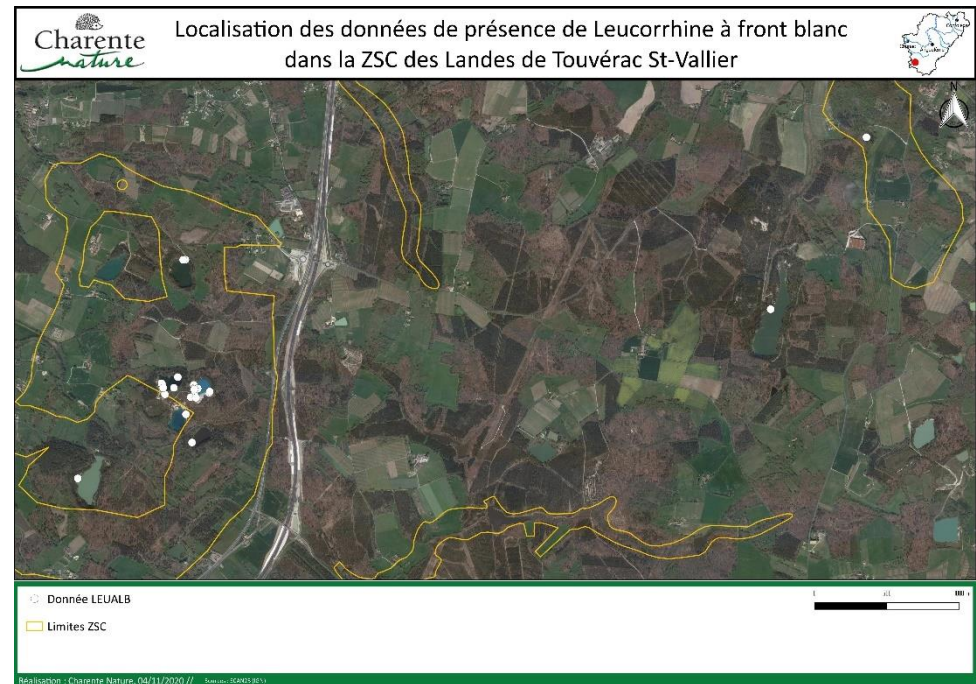 Charente
nature
Localisation des données de présence de Leucorrhine à front blanc
dans la ZSC des Landes de Touvérac St-Vallier
N
Donnée LEUALB
Limites ZSC
Réalisation : Charente Nature, 04/11/2020 //